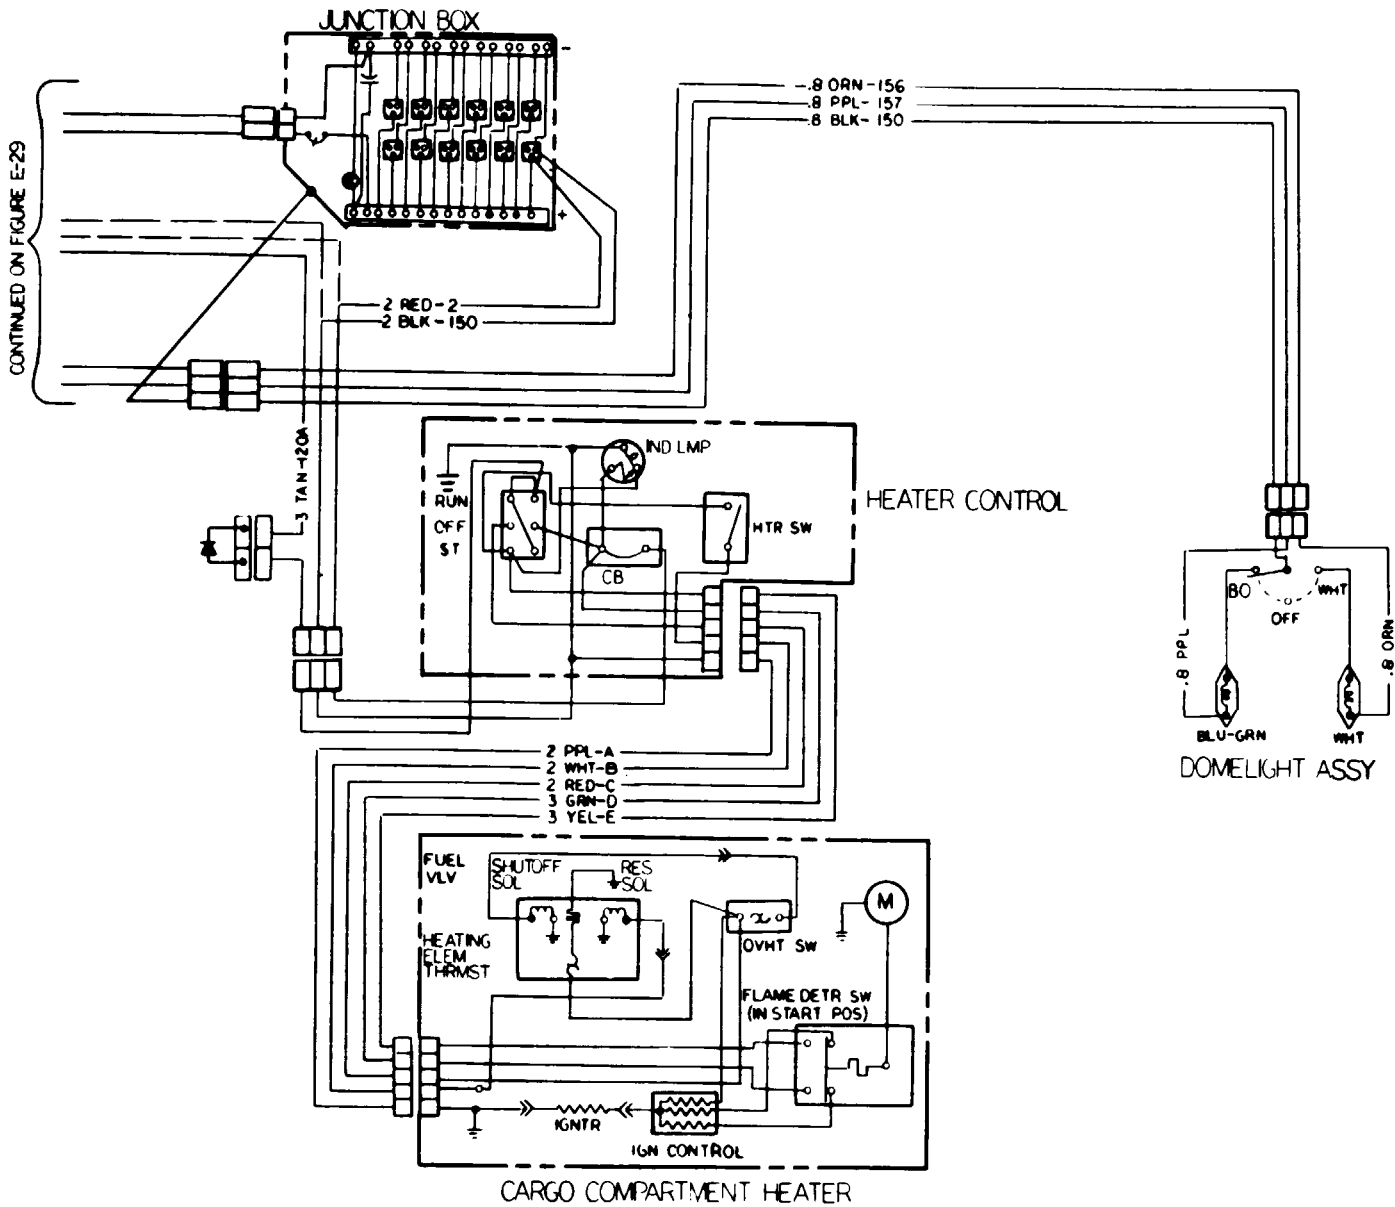 JUNCTION BOX
-
+
CONTINUED ON FIGURE E-29
.8 ORN-156
.8 PPL-157
.8 BLK-150
2 RED-2
2 BLK-150
3 TAN-120A
IND LMP
RUN
OFF
ST
CB
HTR SW
HEATER CONTROL
BO
WHT
OFF
.8 PPL
.8 ORN
BLU-GRN
WHT
DOMELIGHT ASSY
2 PPL-A
2 WHT-B
2 RED-C
3 GRN-D
3 YEL-E
FUEL
VLV
SHUTOFF
SOL
RES
SOL
M
HEATING
ELEM
THRMST
OVHT SW
FLAME DETR SW
(IN START POS)
IGNTR
IGN CONTROL
CARGO COMPARTMENT HEATER